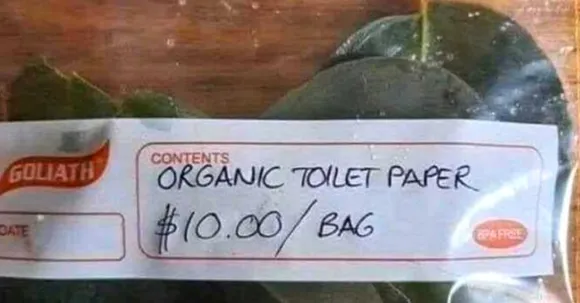 GOLIATH
CONTENTS
ORGANIC TOILET PAPER
DATE
$10.00/ BAG
BPA FREE